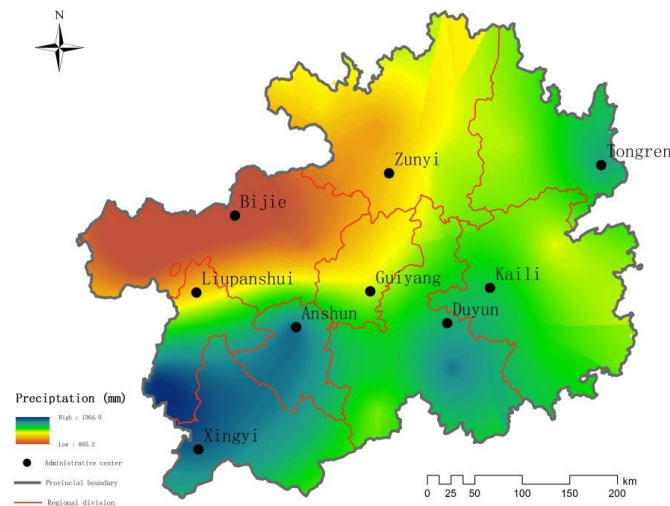 N
Zunyi
Tongren
Bijie
Liupanshui
Guiyang
Kaili
Anshun
Duyun
Xingyi
Preciptation (mm)
High : 1364.9
Low : 885.2
Administrative center
Provincial boundary
Regional division
km
0 25 50 100 150 200